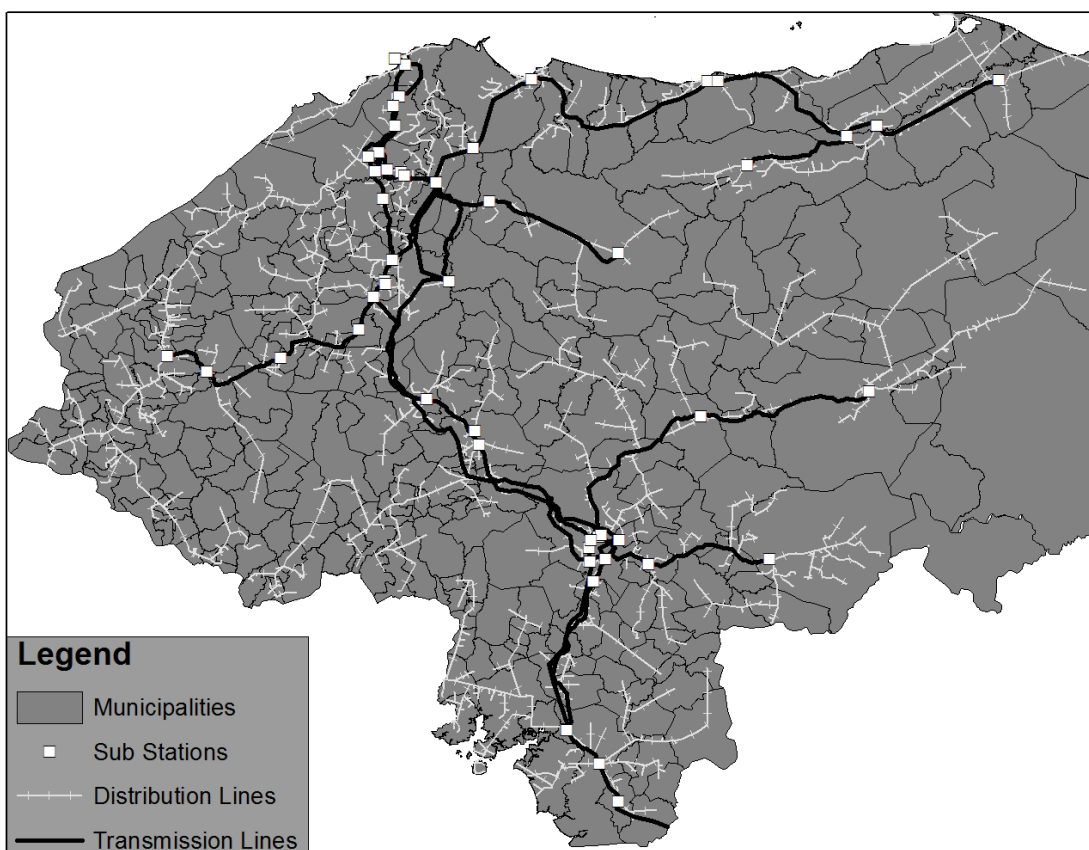 Legend
Municipalities
Sub Stations
Distribution Lines
Transmission Lines